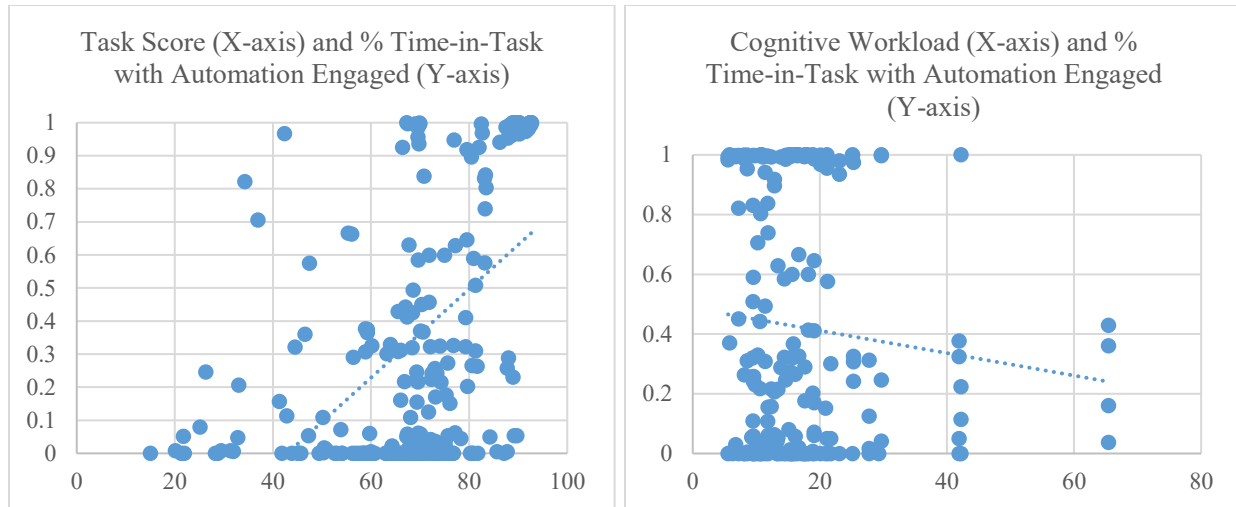 Task Score (X-axis) and % Time-in-Task
with Automation Engaged (Y-axis)
1
0.9
0.8
0.7
0.6
0.5
0.4
0.3
0.2
0.1
0
0 20 40 60 80 100
Cognitive Workload (X-axis) and %
Time-in-Task with Automation Engaged
(Y-axis)
1
0.8
0.6
0.4
0.2
0
0 20 40 60 80